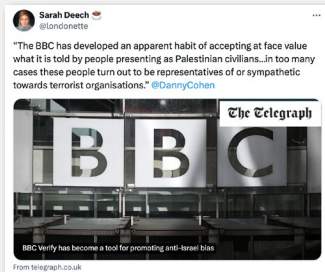 Sarah Deech
@londonette
"The BBC has developed an apparent habit of accepting at face value
what it is told by people presenting as Palestinian civilians...in too many
cases these people turn out to be representatives of or sympathetic
towards terrorist organisations." @DannyCohen
The Telegraph
BBC
BBC Verify has become a tool for promoting anti-Israel bias
From telegraph.co.uk